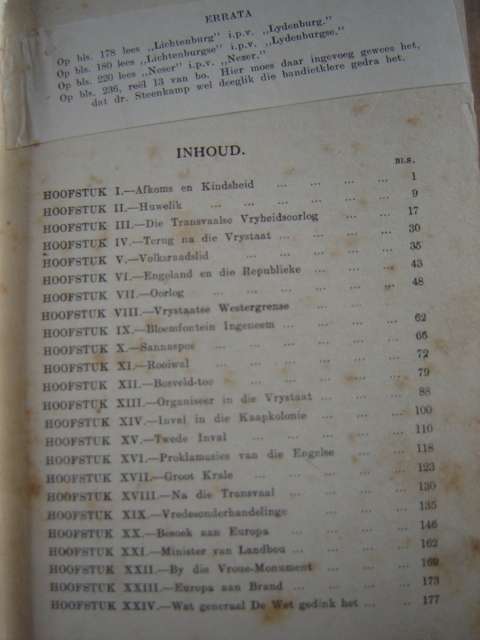 ERRATA
Op bls. 178 lees „Lichtenburg" i.p.v. „Lydenburg."
Op bls. 180 lees „Lichtenburgse" i.p.v. „Lydenburgse."
Op bls. 220 lees „Neser" i.p.v. „Nezer."
Op bls. 236, reël 13 van bo. Hier moes daar ingevoeg gewees het,
dat dr. Steenkamp wel deeglik die bandietklere gedra het.
INHOUD.
BLS.
HOOFSTUK I.—Afkoms en Kindsheid ... ... ... ... 1
HOOFSTUK II.—Huwelik ... ... ... ... ... 9
HOOFSTUK III.—Die Transvaalse Vryheidsoorlog ... ... 17
HOOFSTUK IV.—Terug na die Vrystaat ... ... ... ... 30
HOOFSTUK V.—Volksraadslid ... ... ... ... 35
HOOFSTUK VI.—Engeland en die Republieke ... ... ... 43
HOOFSTUK VII.—Oorlog ... ... ... ... ... 48
HOOFSTUK VIII.—Vrystaatse Westergrense ... ... ...
HOOFSTUK IX.—Bloemfontein Ingeneem ... ... ... ... 62
HOOFSTUK X.—Sannaspos ... ... ... ... 66
HOOFSTUK XI.—Rooiwal ... ... ... ... 72
HOOFSTUK XII.—Bosveld-toe ... ... ... ... 79
HOOFSTUK XIII.—Organiseer in die Vrystaat ... ... ... 88
HOOFSTUK XIV.—Inval in die Kaapkolonie ... ... ... 100
HOOFSTUK XV.—Twede Inval ... ... ... ... 110
HOOFSTUK XVI.—Proklamasies van die Engelse ... ... 118
HOOFSTUK XVII.—Groot Krale ... ... ... ... 123
HOOFSTUK XVIII.—Na die Transvaal ... ... ... ... 130
HOOFSTUK XIX.—Vredesonderhandelinge ... ... ... 135
HOOFSTUK XX.—Besoek aan Europa ... ... ... ... 146
HOOFSTUK XXI.—Minister van Landbou ... ... ... ... 162
HOOFSTUK XXII.—By die Vroue-Monument ... ... ... 169
HOOFSTUK XXIII.—Europa aan Brand ... ... ... ... 173
HOOFSTUK XXIV.—Wat generaal De Wet gedink het ... .. 177